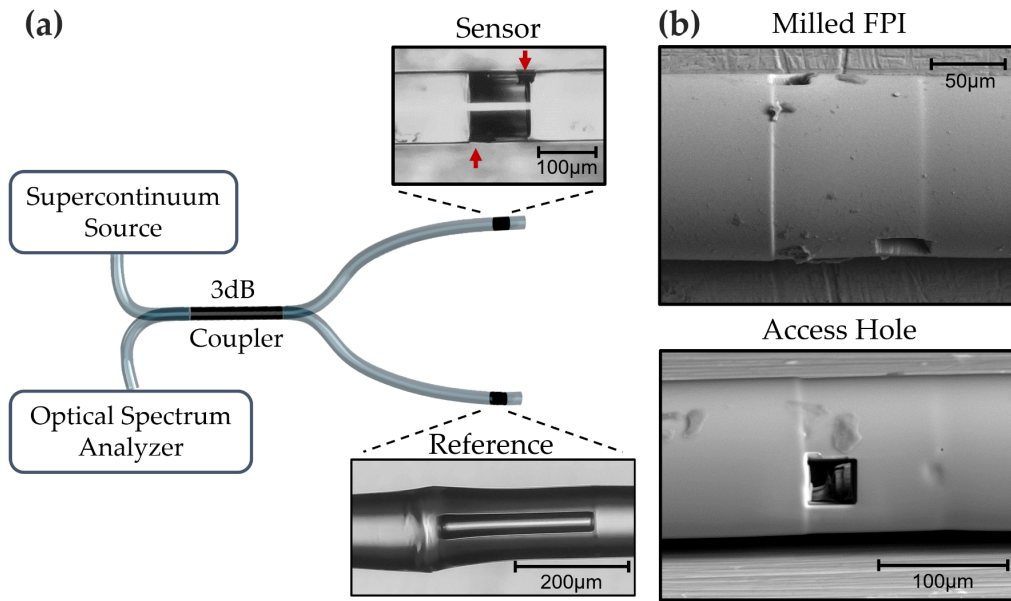 (a)
Sensor
100µm
Supercontinuum
Source
3dB
Coupler
Optical Spectrum
Analyzer
Reference
200µm
(b)
Milled FPI
50µm
Access Hole
100µm